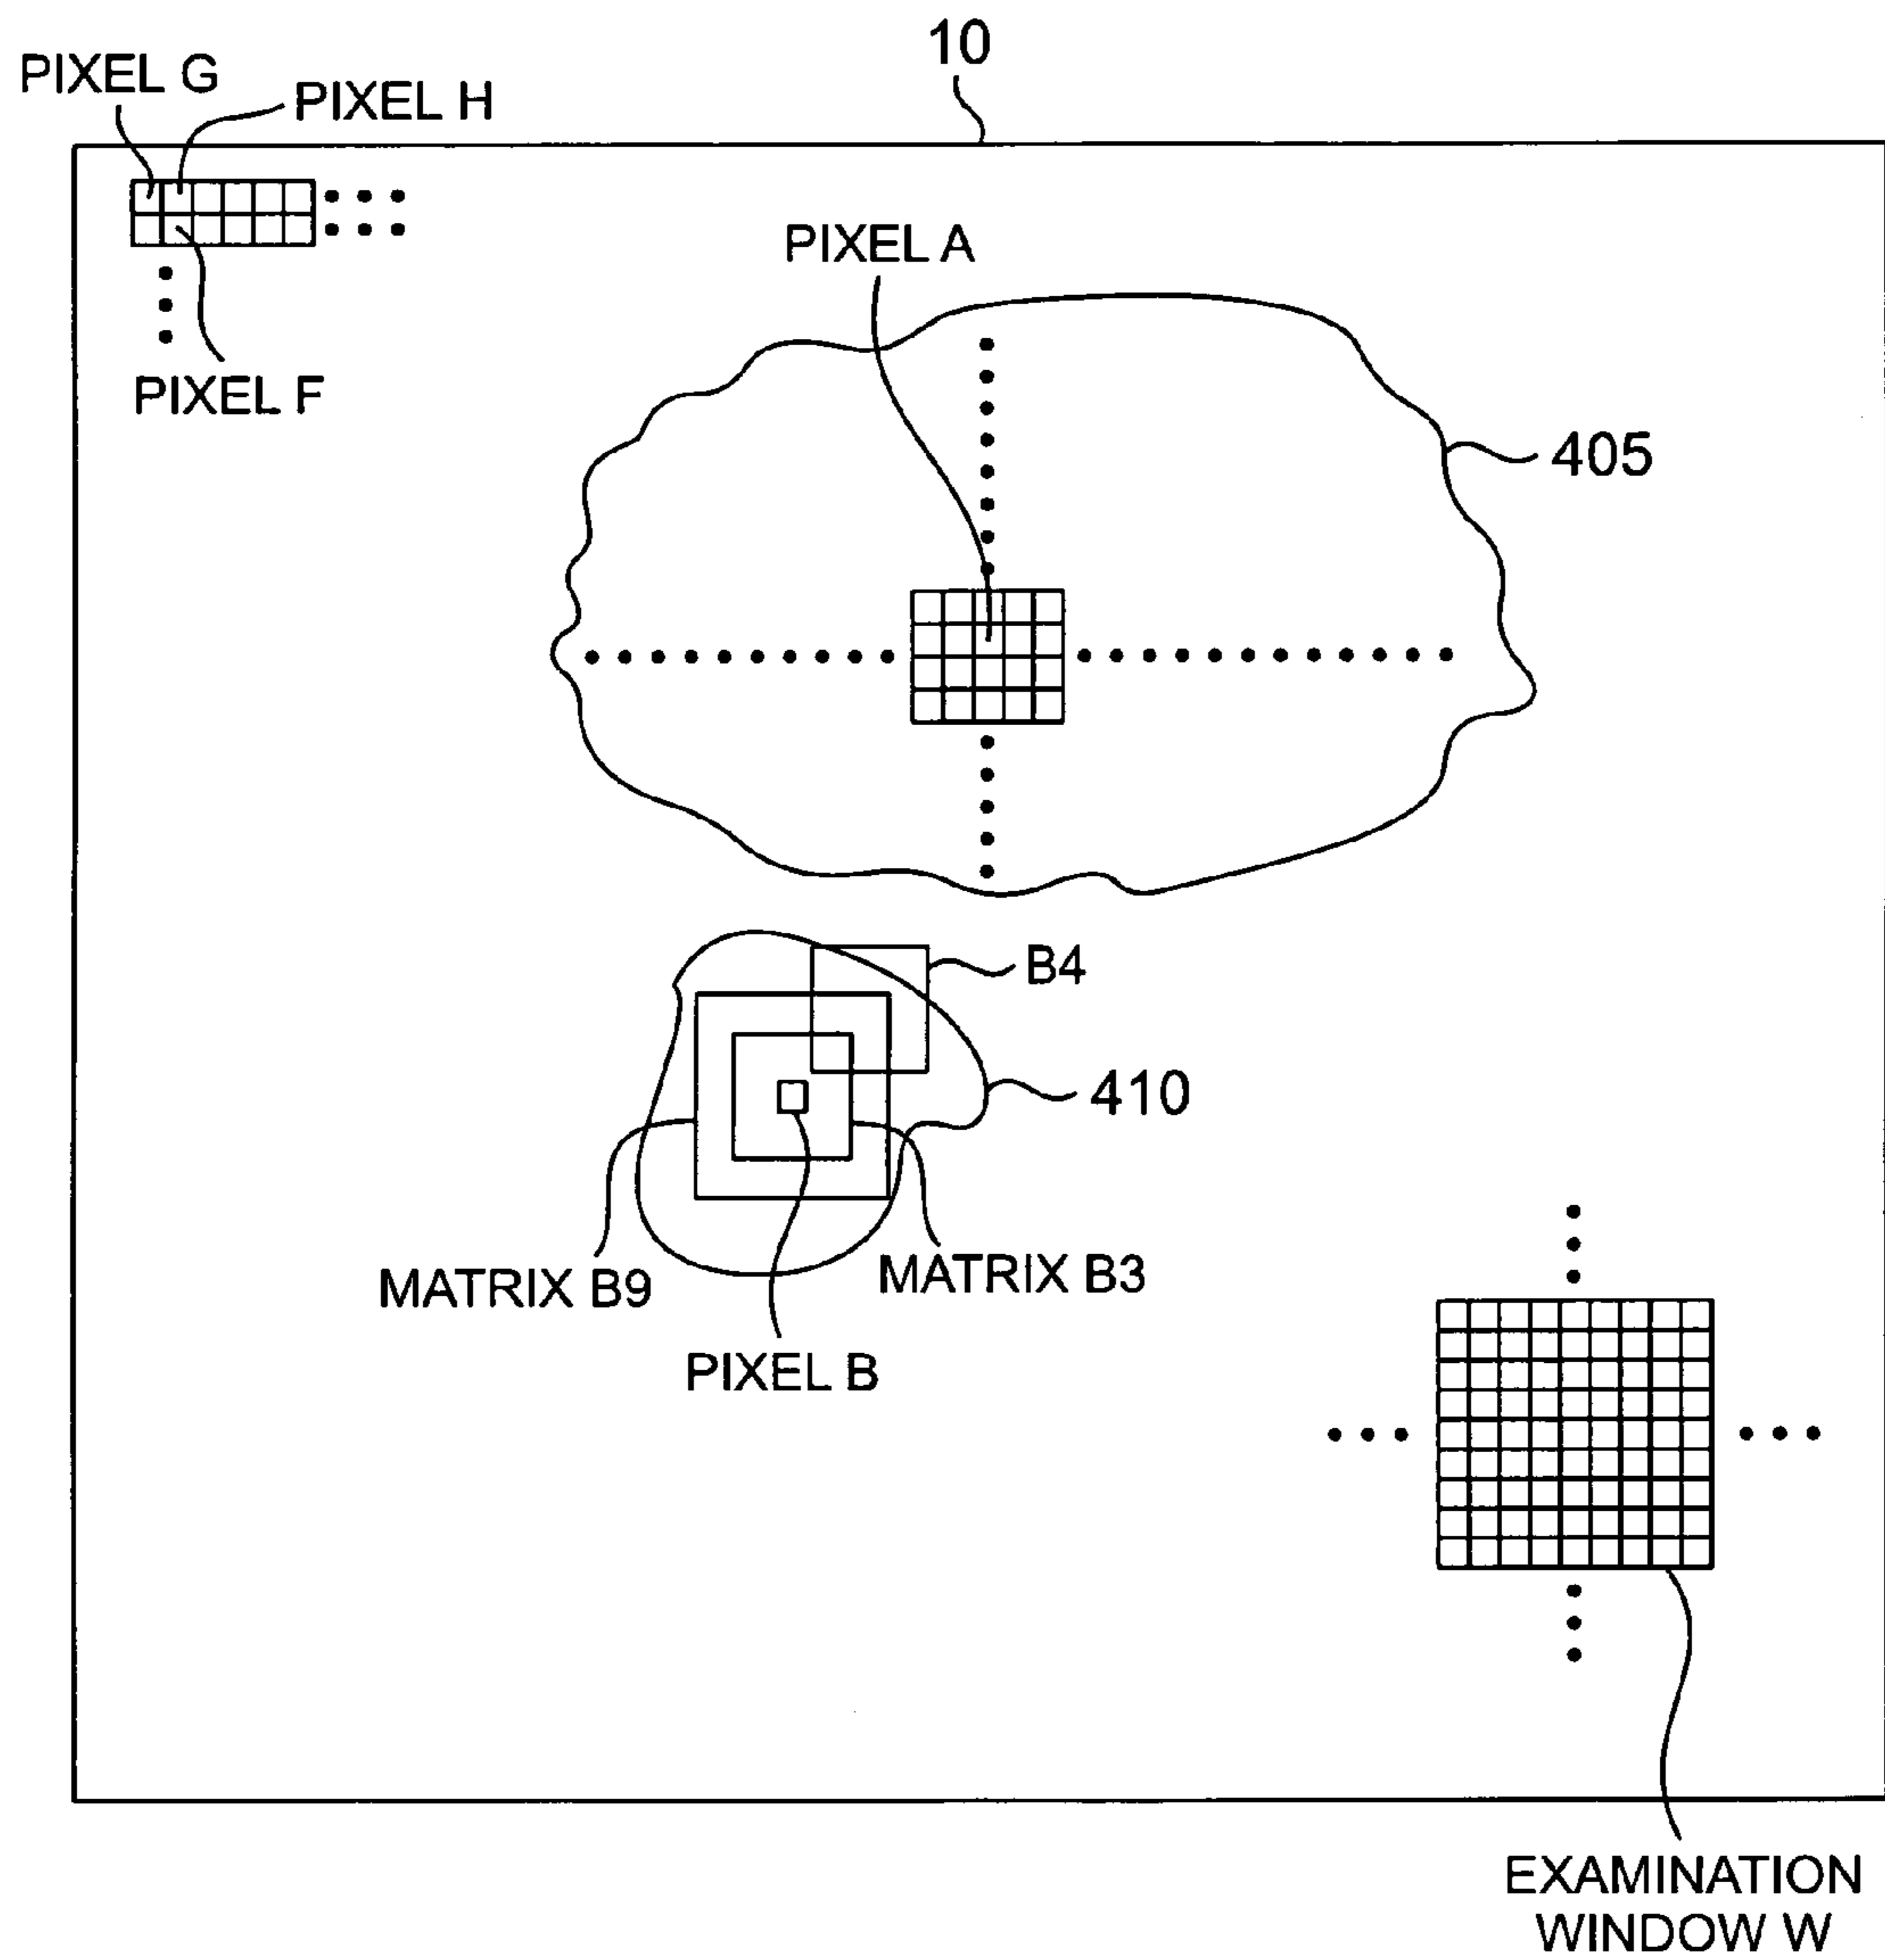 10
PIXEL G
PIXEL H
PIXEL A
PIXEL F
405
B4
410
MATRIX B9
MATRIX B3
PIXEL B
EXAMINATION
WINDOW W